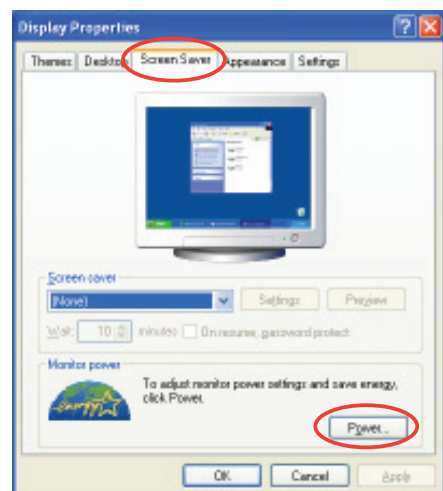 Display Properties
Themes Desktop Screen Saver Appearance Settings
Screen saver
(None) Settings Preview
Wait: 10 minutes On resume, password protect
Monitor power
To adjust monitor power settings and save energy,
click Power.
energy
Power...
OK Cancel Apply